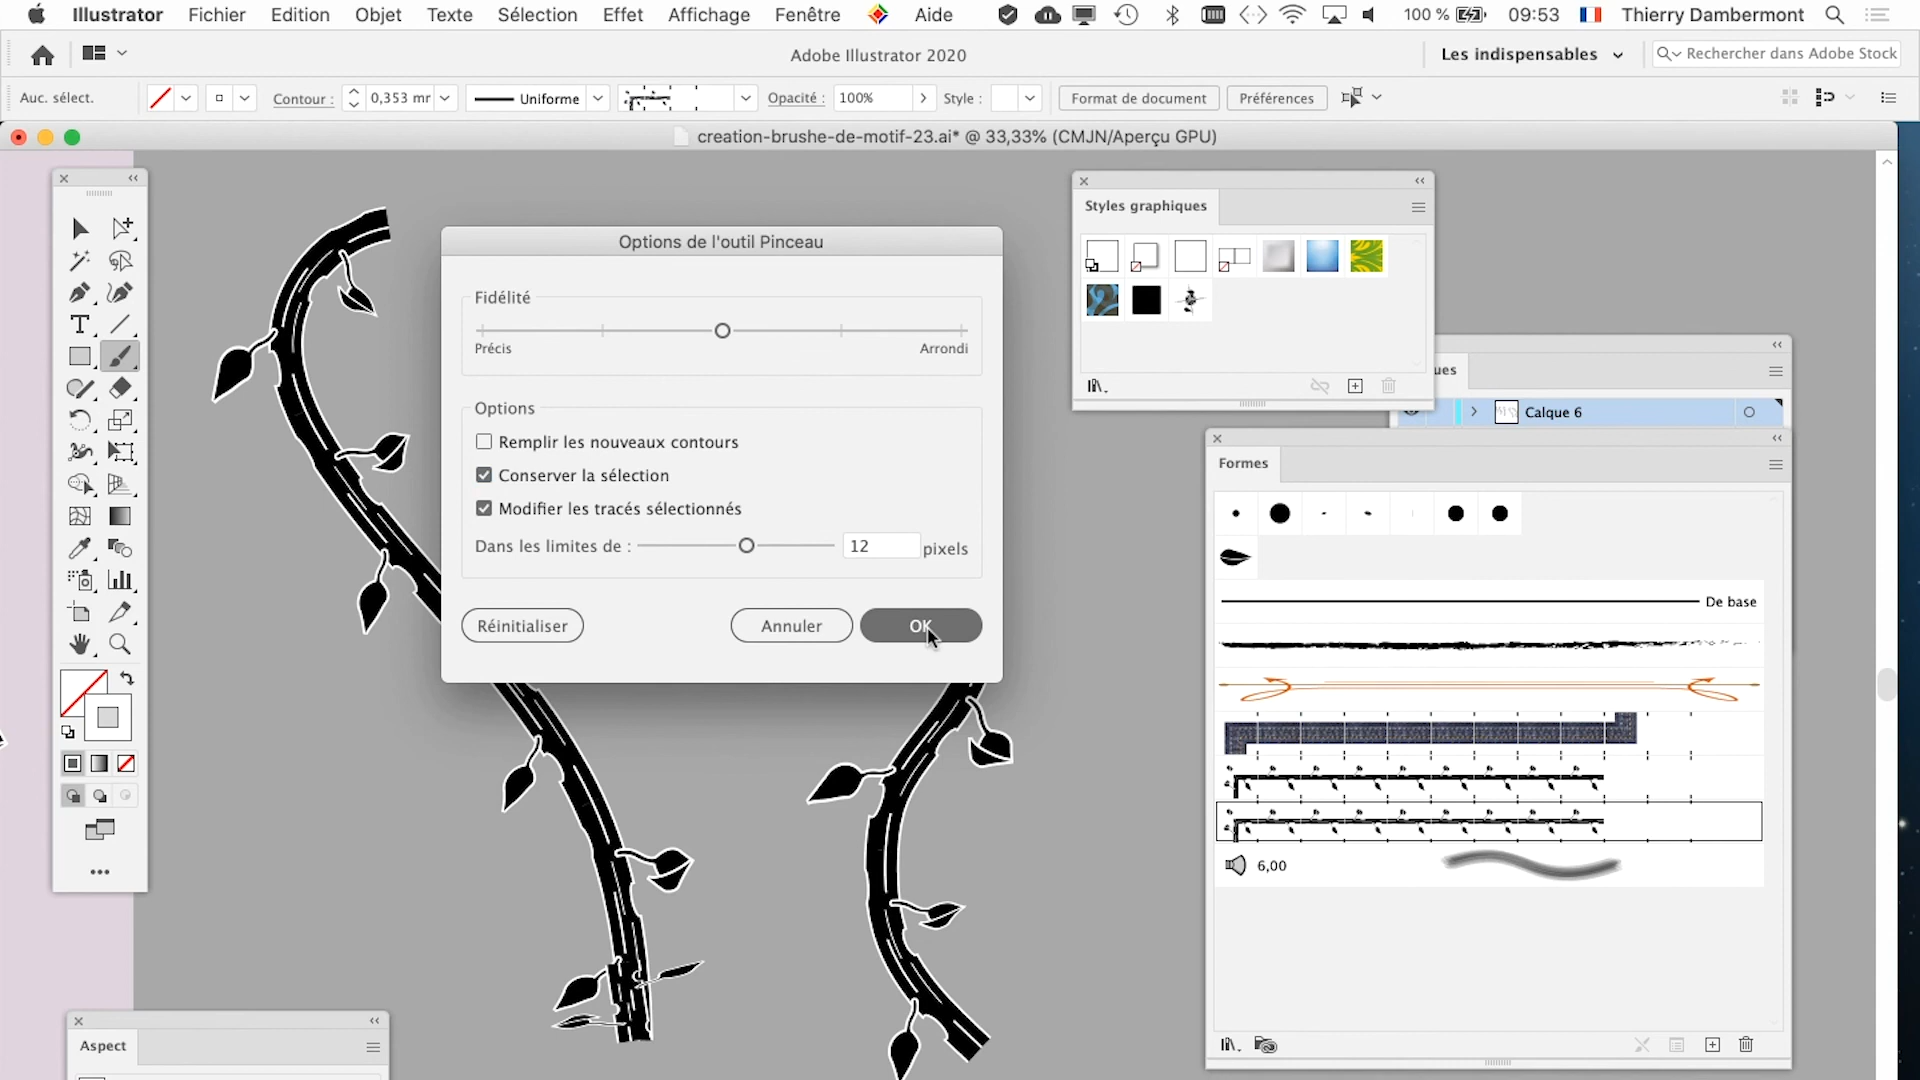 Illustrator Fichier Edition Objet Texte Sélection Effet Affichage Fenêtre Aide 100 % 09:53 Thierry Dambermont
Adobe Illustrator 2020 Les indispensables Rechercher dans Adobe Stock
Auc. sélect. Contour : 0,353 mr Uniforme Opacité : 100% Style : Format de document Préférences
creation-brushe-de-motif-23.ai* @ 33,33% (CMJN/Aperçu GPU)
Styles graphiques
Options de l'outil Pinceau
Fidélité
Précis Arrondi
ues
Calque 6
Options
Remplir les nouveaux contours
Formes
Conserver la sélection
Modifier les tracés sélectionnés
Dans les limites de : 12 pixels
De base
Réinitialiser Annuler OK
6,00
Aspect